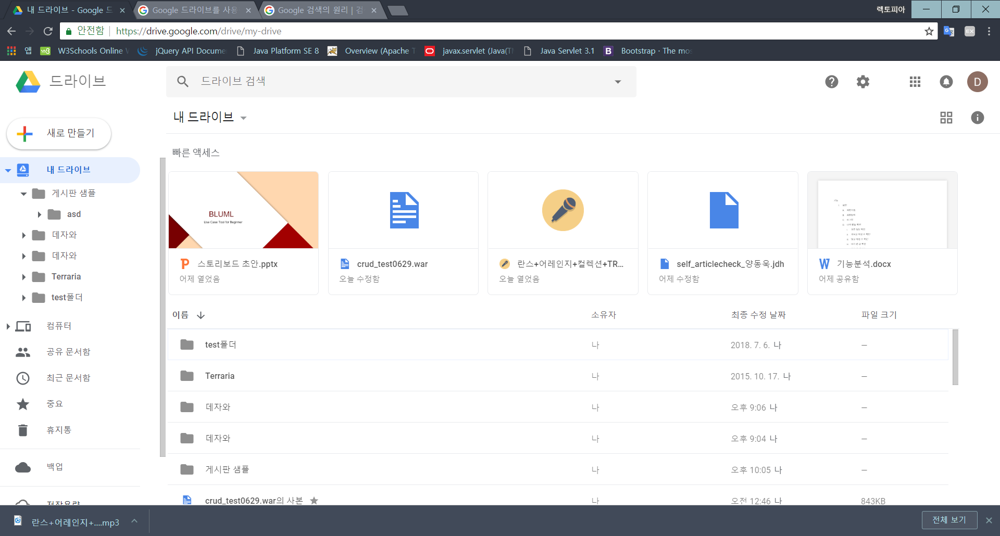 내 드라이브 - Google 드
Google 드라이브를 사용
Google 검색의 원리 | 검
렉토피아
안전함
https://drive.google.com/drive/my-drive
앱
W3Schools Online
jQuery API Docume
Java Platform SE 8
Overview (Apache T
javax.servlet (Java(T
Java Servlet 3.1
Bootstrap · The mos
드라이브
드라이브 검색
D
내 드라이브
새로 만들기
빠른 액세스
내 드라이브
게시판 샘플
asd
데자와
데자와
Terraria
test폴더
컴퓨터
공유 문서함
최근 문서함
중요
휴지통
백업
저장용량
BLUML
Use Case Tool for Beginner
스토리보드 초안.pptx
어제 열었음
crud_test0629.war
오늘 수정함
란스+어레인지+컬렉션+TR...
오늘 열었음
self_articlecheck_양동욱.jdh
어제 수정함
기능분석.docx
어제 공유함
이름 소유자 최종 수정 날짜 파일 크기
test폴더 나 2018. 7. 6. 나 –
Terraria 나 2015. 10. 17. 나 –
데자와 나 오후 9:06 나 –
데자와 나 오후 9:04 나 –
게시판 샘플 나 오후 10:05 나 –
crud_test0629.war의 사본 나 오전 12:46 나 843KB
란스+어레인지+....mp3
전체 보기